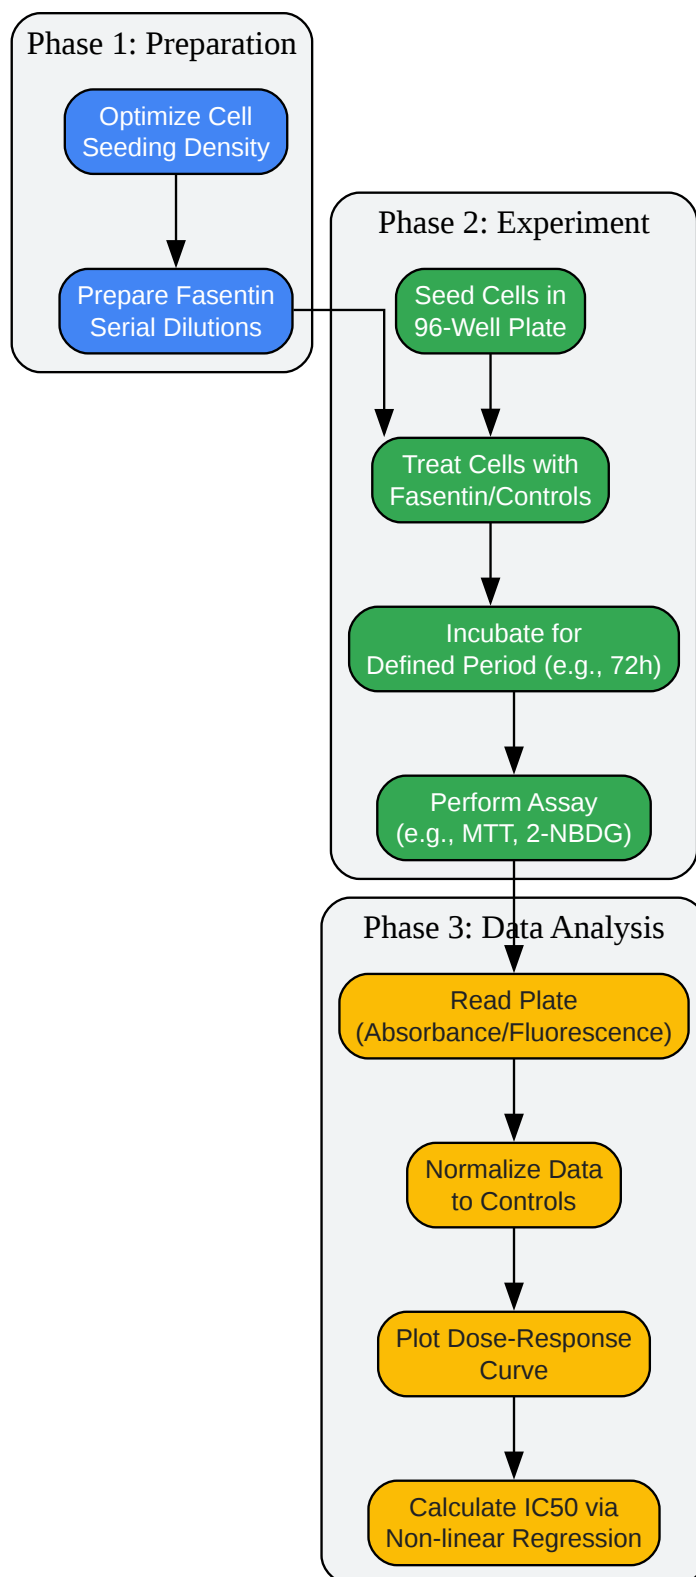 Phase 1: Preparation
Optimize Cell
Seeding Density
Prepare Fasentin
Serial Dilutions
Phase 2: Experiment
Seed Cells in
96-Well Plate
Treat Cells with
Fasentin/Controls
Incubate for
Defined Period (e.g., 72h)
Perform Assay
(e.g., MTT, 2-NBDG)
Phase 3: Data Analysis
Read Plate
(Absorbance/Fluorescence)
Normalize Data
to Controls
Plot Dose-Response
Curve
Calculate IC50 via
Non-linear Regression